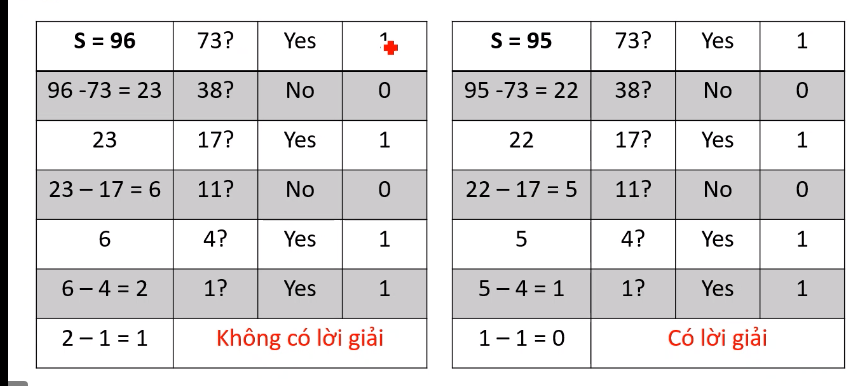 S = 96 73? Yes 1
96 -73 = 23 38? No 0
23 17? Yes 1
23 – 17 = 6 11? No 0
6 4? Yes 1
6 – 4 = 2 1? Yes 1
2 – 1 = 1 Không có lời giải
S = 95 73? Yes 1
95 -73 = 22 38? No 0
22 17? Yes 1
22 – 17 = 5 11? No 0
5 4? Yes 1
5 – 4 = 1 1? Yes 1
1 – 1 = 0 Có lời giải